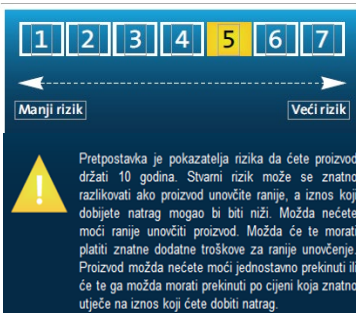 1 2 3 4 5 6 7
Manji rizik Veći rizik
Pretpostavka je pokazatelja rizika da ćete proizvod
držati 10 godina. Stvarni rizik može se znatno
razlikovati ako proizvod unovčite ranije, a iznos koji
dobijete natrag mogao bi biti niži. Možda nećete
moći ranije unovčiti proizvod. Možda će te morati
platiti znatne dodatne troškove za ranije unovčenje.
Proizvod možda nećete moći jednostavno prekinuti ili
će te ga možda morati prekinuti po cijeni koja znatno
utječe na iznos koji ćete dobiti natrag.